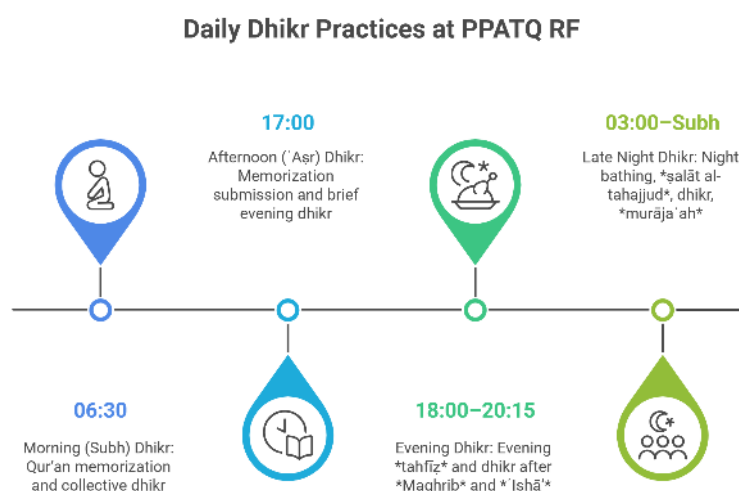 Daily Dhikr Practices at PPATQ RF
06:30
Morning (Subh) Dhikr:
Qur'an memorization
and collective dhikr
17:00
Afternoon (ʿAṣr) Dhikr:
Memorization
submission and brief
evening dhikr
18:00–20:15
Evening Dhikr: Evening
*tahfīẓ* and dhikr after
*Maghrib* and *ʿIshā’*
03:00–Subh
Late Night Dhikr: Night
bathing, *ṣalāt al-
tahajjud*, dhikr,
*murājaʿah*